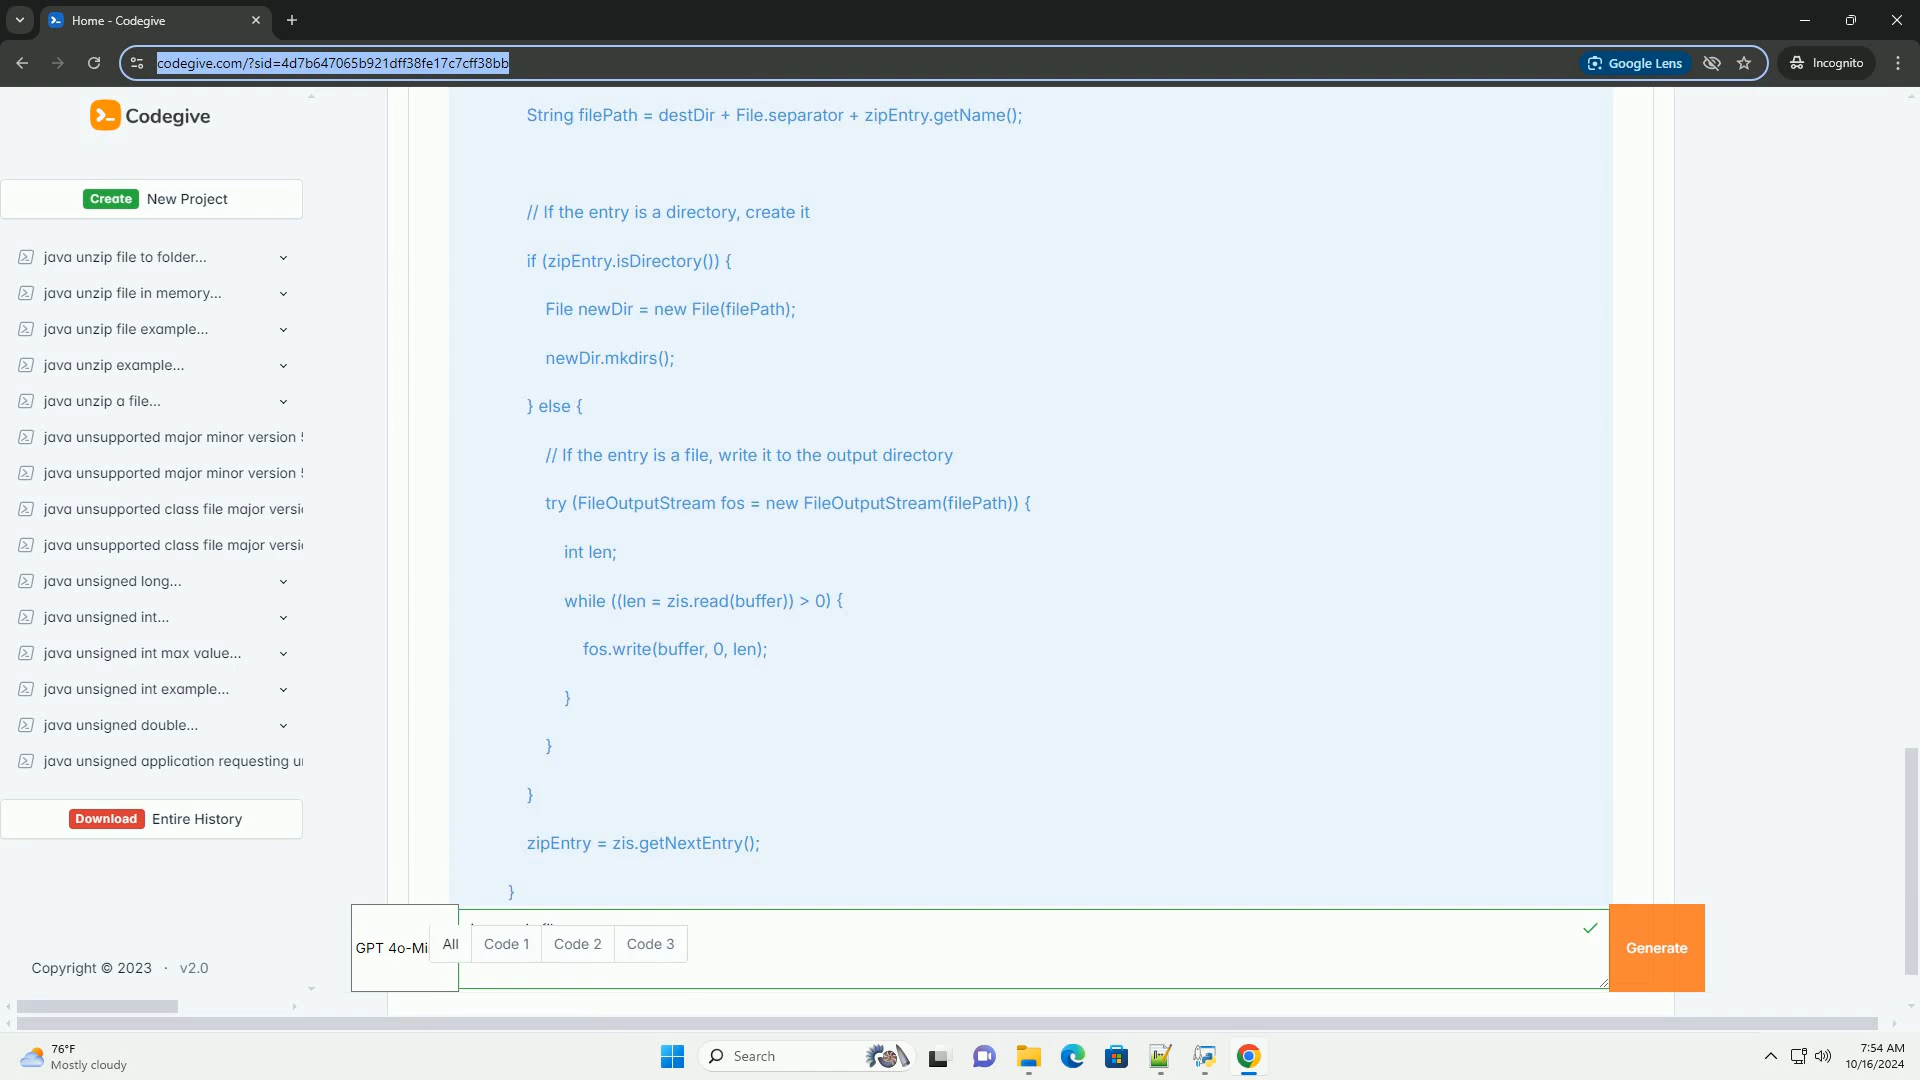 Home - Codegive
codegive.com/?sid=4d7b647065b921dff38fe17c7cff38bb
Google Lens
Incognito
Codegive
Create New Project
java unzip file to folder...
java unzip file in memory...
java unzip file example...
java unzip example...
java unzip a file...
java unsupported major minor version
java unsupported major minor version
java unsupported class file major
java unsupported class file major
java unsigned long...
java unsigned int...
java unsigned int max value...
java unsigned int example...
java unsigned double...
java unsigned application requesting
Download Entire History
Copyright © 2023 · v2.0
String filePath = destDir + File.separator + zipEntry.getName();
// If the entry is a directory, create it
if (zipEntry.isDirectory()) {
File newDir = new File(filePath);
newDir.mkdirs();
} else {
// If the entry is a file, write it to the output directory
try (FileOutputStream fos = new FileOutputStream(filePath)) {
int len;
while ((len = zis.read(buffer)) > 0) {
fos.write(buffer, 0, len);
}
}
}
zipEntry = zis.getNextEntry();
}
GPT 4o-Mi
All Code 1 Code 2 Code 3
Generate
76°F
Mostly cloudy
Search
7:54 AM
10/16/2024